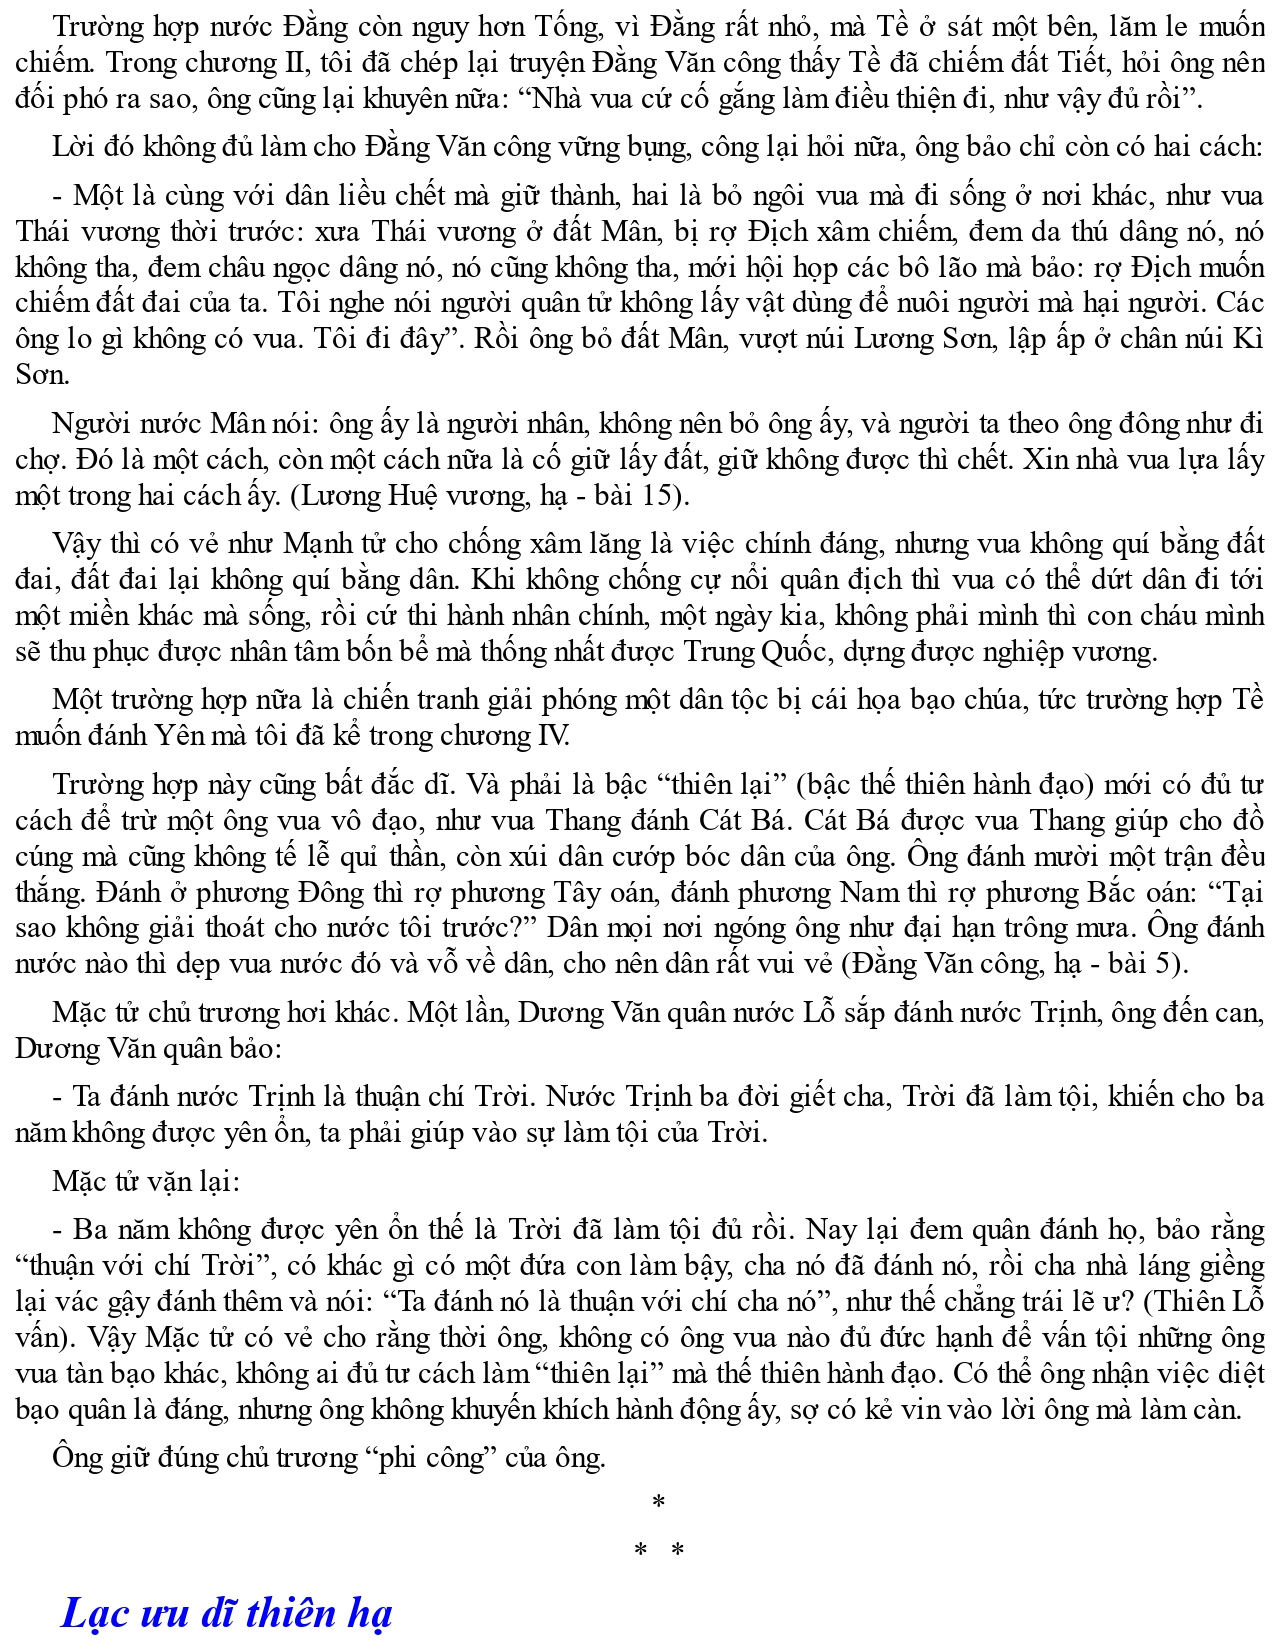 Trường hợp nước Đằng còn nguy hơn Tống, vì Đằng rất nhỏ, mà Tề ở sát một bên, lăm le muốn
chiếm. Trong chương II, tôi đã chép lại truyện Đằng Văn công thấy Tề đã chiếm đất Tiết, hỏi ông nên
đối phó ra sao, ông cũng lại khuyên nữa: “Nhà vua cứ cố gắng làm điều thiện đi, như vậy đủ rồi”.
Lời đó không đủ làm cho Đằng Văn công vững bụng, công lại hỏi nữa, ông bảo chỉ còn có hai cách:
- Một là cùng với dân liều chết mà giữ thành, hai là bỏ ngôi vua mà đi sống ở nơi khác, như vua
Thái vương thời trước: xưa Thái vương ở đất Mân, bị rợ Địch xâm chiếm, đem da thú dâng nó, nó
không tha, đem châu ngọc dâng nó, nó cũng không tha, mới hội họp các bô lão mà bảo: rợ Địch muốn
chiếm đất đai của ta. Tôi nghe nói người quân tử không lấy vật dùng để nuôi người mà hại người. Các
ông lo gì không có vua. Tôi đi đây”. Rồi ông bỏ đất Mân, vượt núi Lương Sơn, lập ấp ở chân núi Kì
Sơn.
Người nước Mân nói: ông ấy là người nhân, không nên bỏ ông ấy, và người ta theo ông đông như đi
chợ. Đó là một cách, còn một cách nữa là cố giữ lấy đất, giữ không được thì chết. Xin nhà vua lựa lấy
một trong hai cách ấy. (Lương Huệ vương, hạ - bài 15).
Vậy thì có vẻ như Mạnh tử cho chống xâm lăng là việc chính đáng, nhưng vua không quí bằng đất
đai, đất đai lại không quí bằng dân. Khi không chống cự nổi quân địch thì vua có thể dứt dân đi tới
một miền khác mà sống, rồi cứ thi hành nhân chính, một ngày kia, không phải mình thì con cháu mình
sẽ thu phục được nhân tâm bốn bể mà thống nhất được Trung Quốc, dựng được nghiệp vương.
Một trường hợp nữa là chiến tranh giải phóng một dân tộc bị cái họa bạo chúa, tức trường hợp Tề
muốn đánh Yên mà tôi đã kể trong chương IV.
Trường hợp này cũng bất đắc dĩ. Và phải là bậc “thiên lại” (bậc thế thiên hành đạo) mới có đủ tư
cách để trừ một ông vua vô đạo, như vua Thang đánh Cát Bá. Cát Bá được vua Thang giúp cho đồ
cúng mà cũng không tế lễ quỉ thần, còn xúi dân cướp bóc dân của ông. Ông đánh mười một trận đều
thắng. Đánh ở phương Đông thì rợ phương Tây oán, đánh phương Nam thì rợ phương Bắc oán: “Tại
sao không giải thoát cho nước tôi trước?” Dân mọi nơi ngóng ông như đại hạn trông mưa. Ông đánh
nước nào thì dẹp vua nước đó và vỗ về dân, cho nên dân rất vui vẻ (Đằng Văn công, hạ - bài 5).
Mặc tử chủ trương hơi khác. Một lần, Dương Văn quân nước Lỗ sắp đánh nước Trịnh, ông đến can,
Dương Văn quân bảo:
- Ta đánh nước Trịnh là thuận chí Trời. Nước Trịnh ba đời giết cha, Trời đã làm tội, khiến cho ba
năm không được yên ổn, ta phải giúp vào sự làm tội của Trời.
Mặc tử vặn lại:
- Ba năm không được yên ổn thế là Trời đã làm tội đủ rồi. Nay lại đem quân đánh họ, bảo rằng
“thuận với chí Trời”, có khác gì có một đứa con làm bậy, cha nó đã đánh nó, rồi cha nhà láng giềng
lại vác gậy đánh thêm và nói: “Ta đánh nó là thuận với chí cha nó”, như thế chẳng trái lẽ ư? (Thiên Lỗ
vấn). Vậy Mặc tử có vẻ cho rằng thời ông, không có ông vua nào đủ đức hạnh để vấn tội những ông
vua tàn bạo khác, không ai đủ tư cách làm “thiên lại” mà thế thiên hành đạo. Có thể ông nhận việc diệt
bạo quân là đáng, nhưng ông không khuyến khích hành động ấy, sợ có kẻ vin vào lời ông mà làm càn.
Ông giữ đúng chủ trương “phi công” của ông.
*
* *
Lạc ưu dĩ thiên hạ